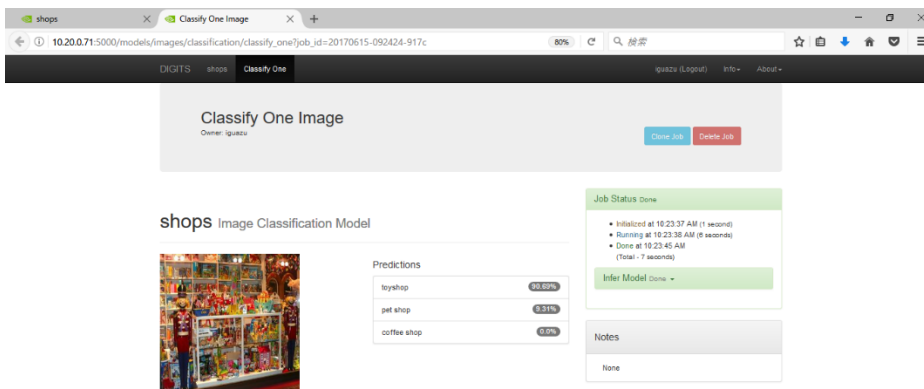 shops
Classify One Image
10.20.0.71:5000/models/images/classification/classify_one?job_id=20170615-092424-917c
80%
検索
DIGITS shops Classify One iguazu (Logout) Info About
Classify One Image
Owner: iguazu
Clone Job Delete Job
Job Status Done
Initialized at 10:23:37 AM (1 second)
Running at 10:23:38 AM (6 seconds)
Done at 10:23:45 AM
(Total - 7 seconds)
Infer Model Done
Notes
None
shops Image Classification Model
Predictions
toyshop 90.69%
pet shop 9.31%
coffee shop 0.0%